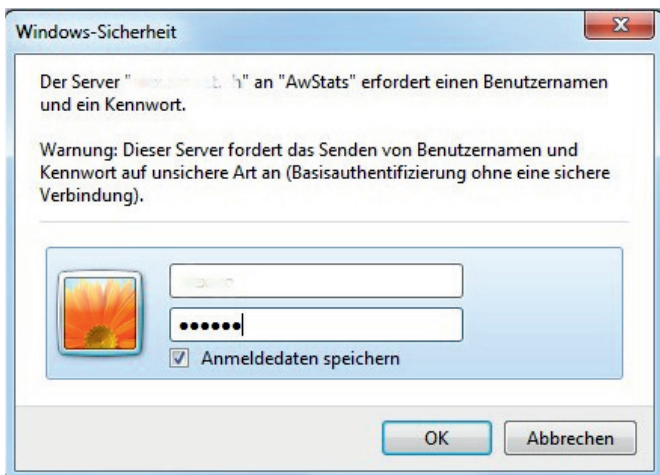 Windows-Sicherheit
Der Server " " an "AwStats" erfordert einen Benutzernamen
und ein Kennwort.
Warnung: Dieser Server fordert das Senden von Benutzernamen und
Kennwort auf unsichere Art an (Basisauthentifizierung ohne eine sichere
Verbindung).
••••••
Anmeldedaten speichern
OK
Abbrechen